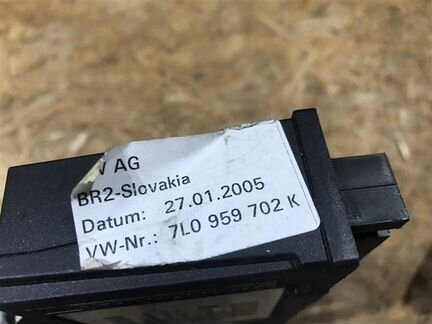 AG
BR2-Slovakia
Datum: 27.01.2005
VW-Nr.: 7L0 959 702 K